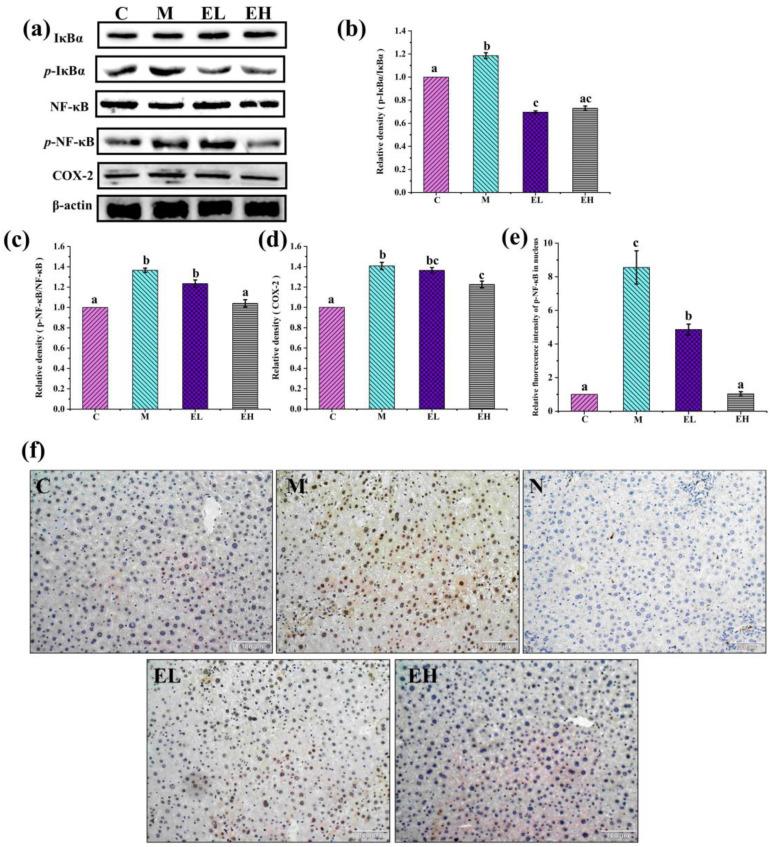 (a)
C M EL EH
IκBα
p-IκBα
NF-κB
p-NF-κB
COX-2
β-actin
(b)
Relative density ( p-IκBα/IκBα)
1.4
1.2
1.0
0.8
0.6
0.4
0.2
0.0
a
b
c
ac
C M EL EH
(c)
Relative density ( p-NF-κB/NF-κB)
1.6
1.4
1.2
1.0
0.8
0.6
0.4
0.2
0.0
a
b
b
a
C M EL EH
(d)
Relative density ( COX-2)
1.6
1.4
1.2
1.0
0.8
0.6
0.4
0.2
0.0
a
b
bc
c
C M EL EH
(e)
Relative fluorescence intensity of p-NF-κB in nucleus
10
8
6
4
2
0
a
c
b
a
C M EL EH
(f)
C
M
N
EL
EH